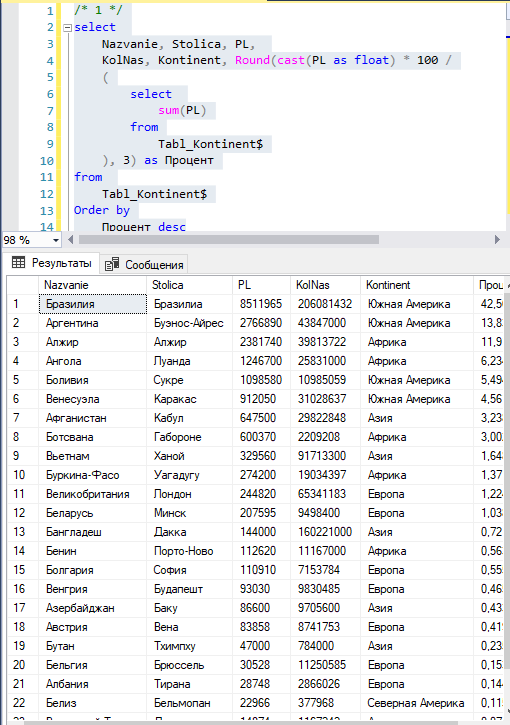 1 /* 1 */
2 select
3 Nazvanie, Stolica, PL,
4 KolNas, Kontinent, Round(cast(PL as float) * 100 /
5 (
6 select
7 sum(PL)
8 from
9 Tabl_Kontinent$
10 ), 3) as Процент
11 from
12 Tabl_Kontinent$
13 Order by
14 Процент desc
98 %
Результаты Сообщения
Nazvanie Stolica PL KolNas Kontinent
1 Бразилия Бразилиа 8511965 206081432 Южная Америка
2 Аргентина Буэнос-Айрес 2766890 43847000 Южная Америка 13,8
3 Алжир Алжир 2381740 39813722 Африка 11,9
4 Ангола Луанда 1246700 25831000 Африка 6,23
5 Боливия Сукре 1098580 10985059 Южная Америка 5,49
6 Венесуэла Каракас 912050 31028637 Южная Америка 4,56
7 Афганистан Кабул 647500 29822848 Азия 3,23
8 Ботсвана Габороне 600370 2209208 Африка 3,00
9 Вьетнам Ханой 329560 91713300 Азия 1,64
10 Буркина-Фасо Уагадугу 274200 19034397 Африка 1,37
11 Великобритания Лондон 244820 65341183 Европа 1,22
12 Беларусь Минск 207595 9498400 Европа 1,03
13 Бангладеш Дакка 144000 160221000 Азия 0,72
14 Бенин Порто-Ново 112620 11167000 Африка 0,56
15 Болгария София 110910 7153784 Европа 0,55
16 Венгрия Будапешт 93030 9830485 Европа 0,46
17 Азербайджан Баку 86600 9705600 Азия 0,43
18 Австрия Вена 83858 8741753 Европа 0,41
19 Бутан Тхимпху 47000 784000 Азия 0,23
20 Бельгия Брюссель 30528 11250585 Европа 0,15
21 Албания Тирана 28748 2866026 Европа 0,14
22 Белиз Бельмопан 22966 377968 Северная Америка 0,11